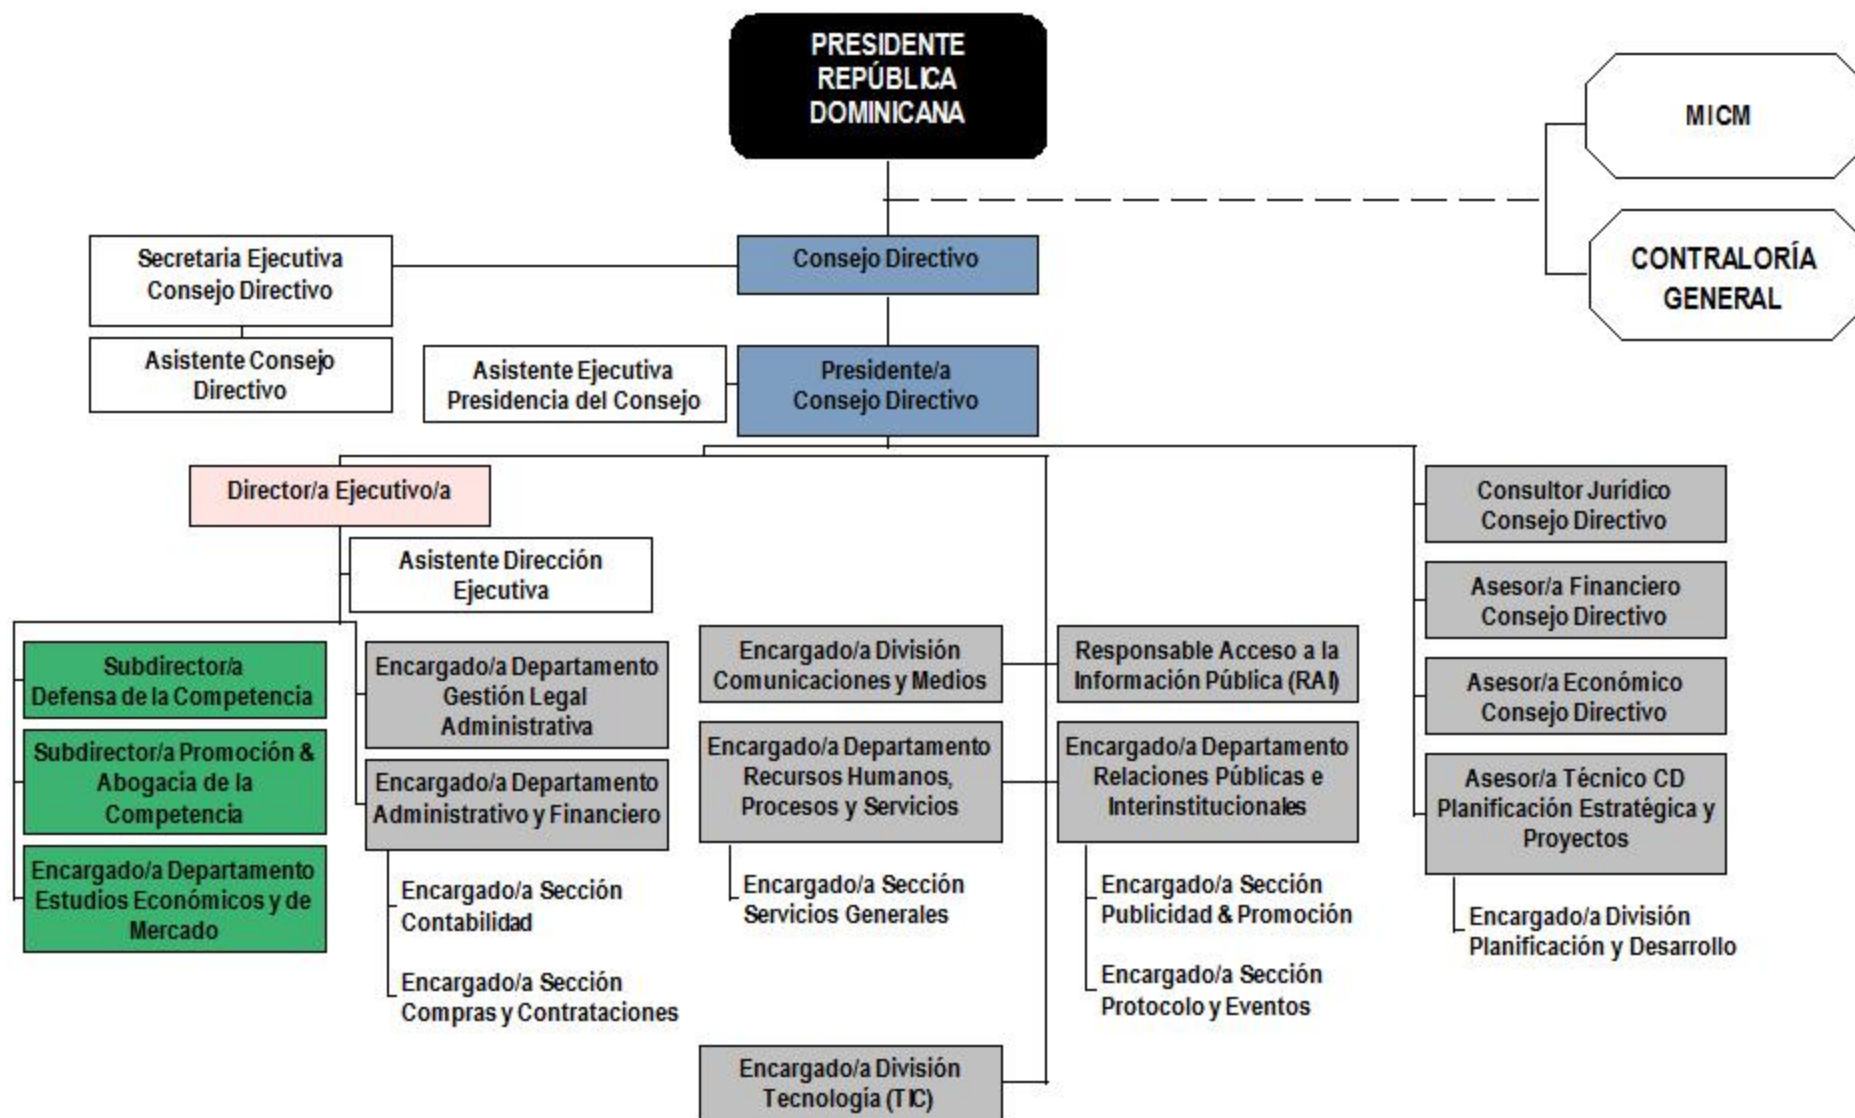 PRESIDENTE
REPÚBLICA
DOMINICANA
MICM
CONTRALORÍA
GENERAL
Secretaria Ejecutiva
Consejo Directivo
Consejo Directivo
Asistente Consejo
Directivo
Asistente Ejecutiva
Presidencia del Consejo
Presidente/a
Consejo Directivo
Director/a Ejecutivo/a
Asistente Dirección
Ejecutiva
Subdirector/a
Defensa de la Competencia
Subdirector/a Promoción &
Abogacia de la
Competencia
Encargado/a Departamento
Estudios Económicos y de
Mercado
Encargado/a Departamento
Gestión Legal
Administrativa
Encargado/a Departamento
Administrativo y Financiero
Encargado/a Sección
Contabilidad
Encargado/a Sección
Compras y Contrataciones
Encargado/a División
Comunicaciones y Medios
Encargado/a Departamento
Recursos Humanos,
Procesos y Servicios
Encargado/a Sección
Servicios Generales
Encargado/a División
Tecnología (TIC)
Responsable Acceso a la
Información Pública (RAI)
Encargado/a Departamento
Relaciones Públicas e
Interinstitucionales
Encargado/a Sección
Publicidad & Promoción
Encargado/a Sección
Protocolo y Eventos
Consultor Jurídico
Consejo Directivo
Asesor/a Financiero
Consejo Directivo
Asesor/a Económico
Consejo Directivo
Asesor/a Técnico CD
Planificación Estratégica y
Proyectos
Encargado/a División
Planificación y Desarrollo